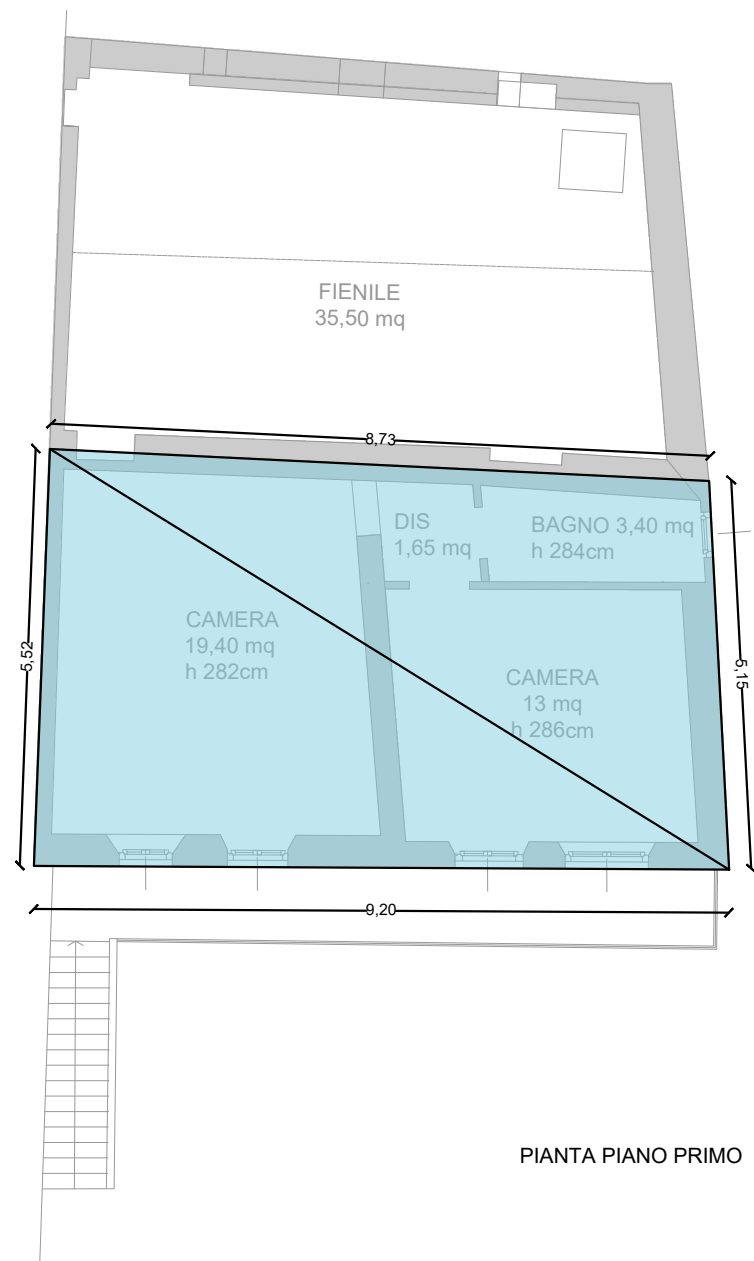 FIENILE
35,50 mq
8,73
DIS
1,65 mq
BAGNO 3,40 mq
h 284cm
CAMERA
19,40 mq
h 282cm
5,52
CAMERA
13 mq
h 286cm
5,15
9,20
PIANTA PIANO PRIMO